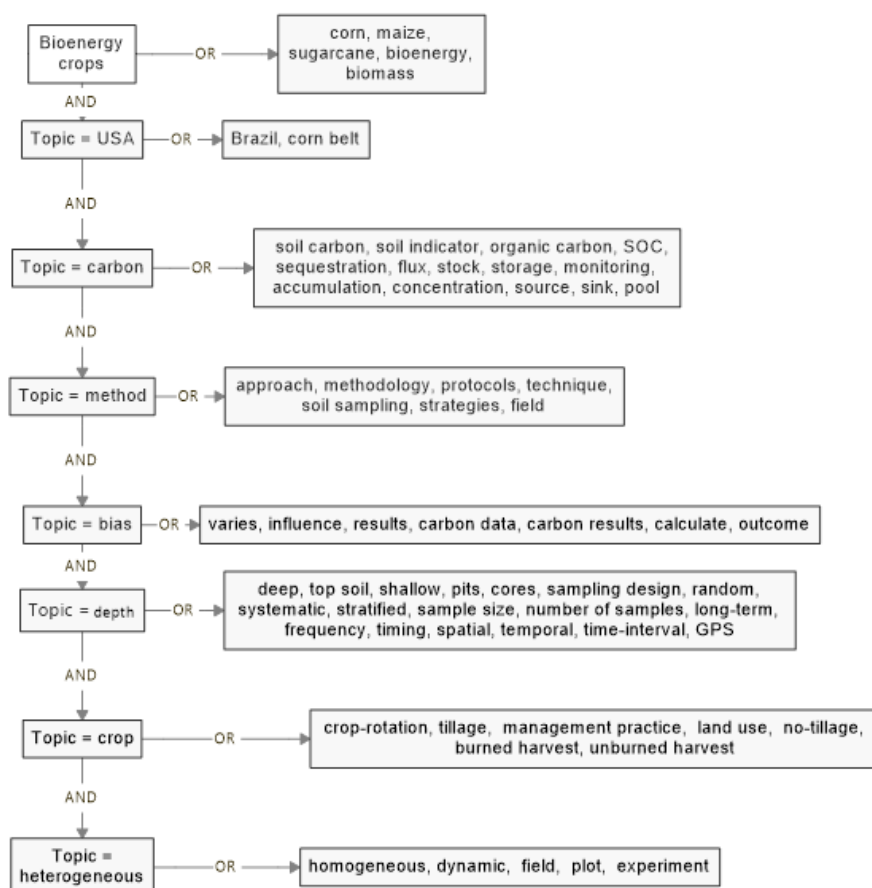 Bioenergy
crops
OR
corn, maize,
sugarcane, bioenergy,
biomass
AND
Topic = USA
OR
Brazil, corn belt
AND
Topic = carbon
OR
soil carbon, soil indicator, organic carbon, SOC,
sequestration, flux, stock, storage, monitoring,
accumulation, concentration, source, sink, pool
AND
Topic = method
OR
approach, methodology, protocols, technique,
soil sampling, strategies, field
AND
Topic = bias
OR
varies, influence, results, carbon data, carbon results, calculate, outcome
AND
Topic = depth
OR
deep, top soil, shallow, pits, cores, sampling design, random,
systematic, stratified, sample size, number of samples, long-term,
frequency, timing, spatial, temporal, time-interval, GPS
AND
Topic = crop
OR
crop-rotation, tillage, management practice, land use, no-tillage,
burned harvest, unburned harvest
AND
Topic =
heterogeneous
OR
homogeneous, dynamic, field, plot, experiment